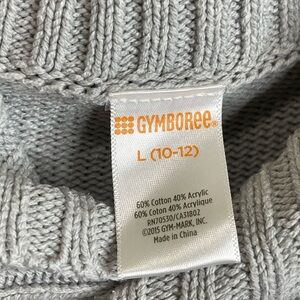 GYMBOREE®
L (10-12)
60% Cotton 40% Acrylic
60% Coton 40% Acrylique
RN70530/CA31802
©2015 GYM-MARK, INC.
Made in China